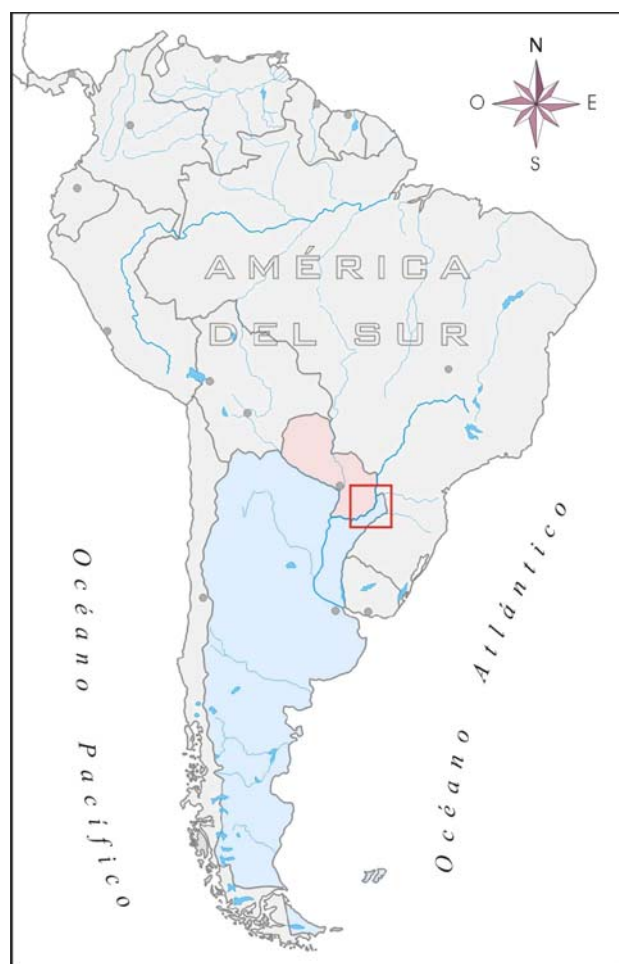 N
O
E
S
AMÉRICA
DEL SUR
Océano Pacífico
Océano Atlántico